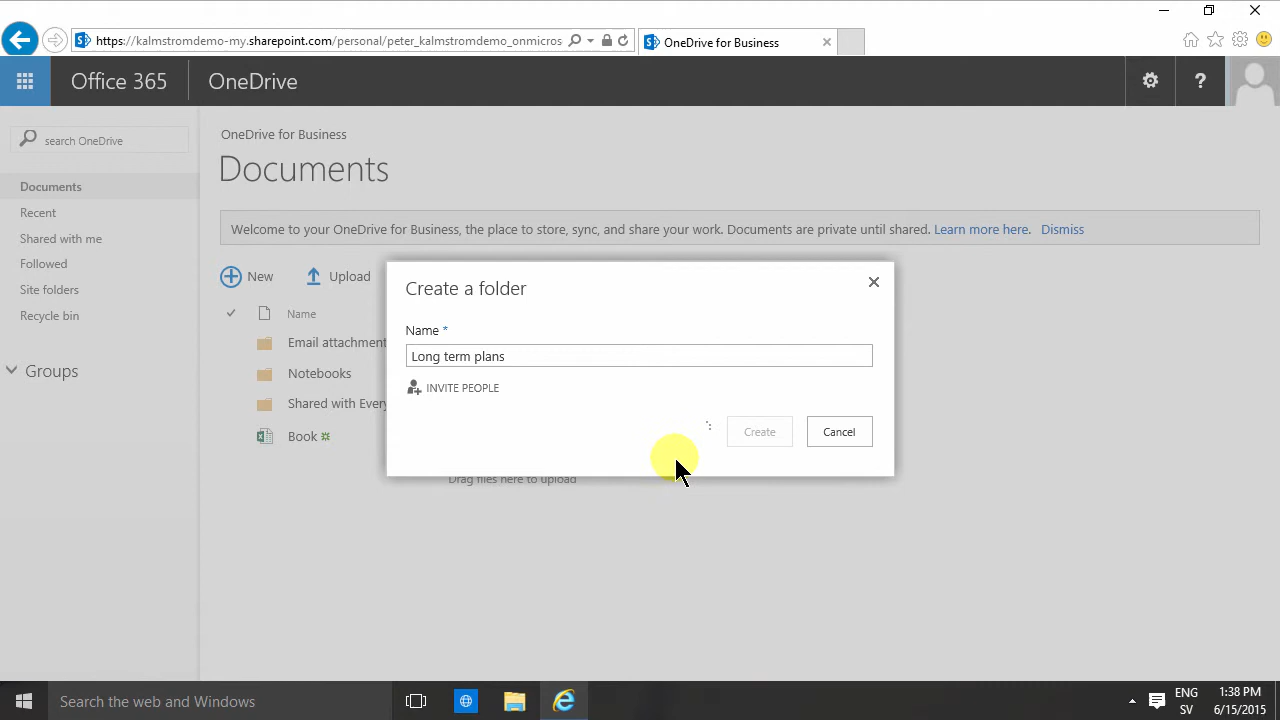 https://kalmstromdemo-my.sharepoint.com/personal/peter_kalmstromdemo_onmicros
OneDrive for Business
Office 365
OneDrive
?
search OneDrive
Documents
Recent
Shared with me
Followed
Site folders
Recycle bin
Groups
OneDrive for Business
Documents
Welcome to your OneDrive for Business, the place to store, sync, and share your work. Documents are private until shared. Learn more here. Dismiss
New
Upload
Name
Email attachment
Notebooks
Shared with Every
Book
Drag files here to upload
Create a folder
Name *
Long term plans
INVITE PEOPLE
Create
Cancel
Search the web and Windows
ENG
SV
1:38 PM
6/15/2015